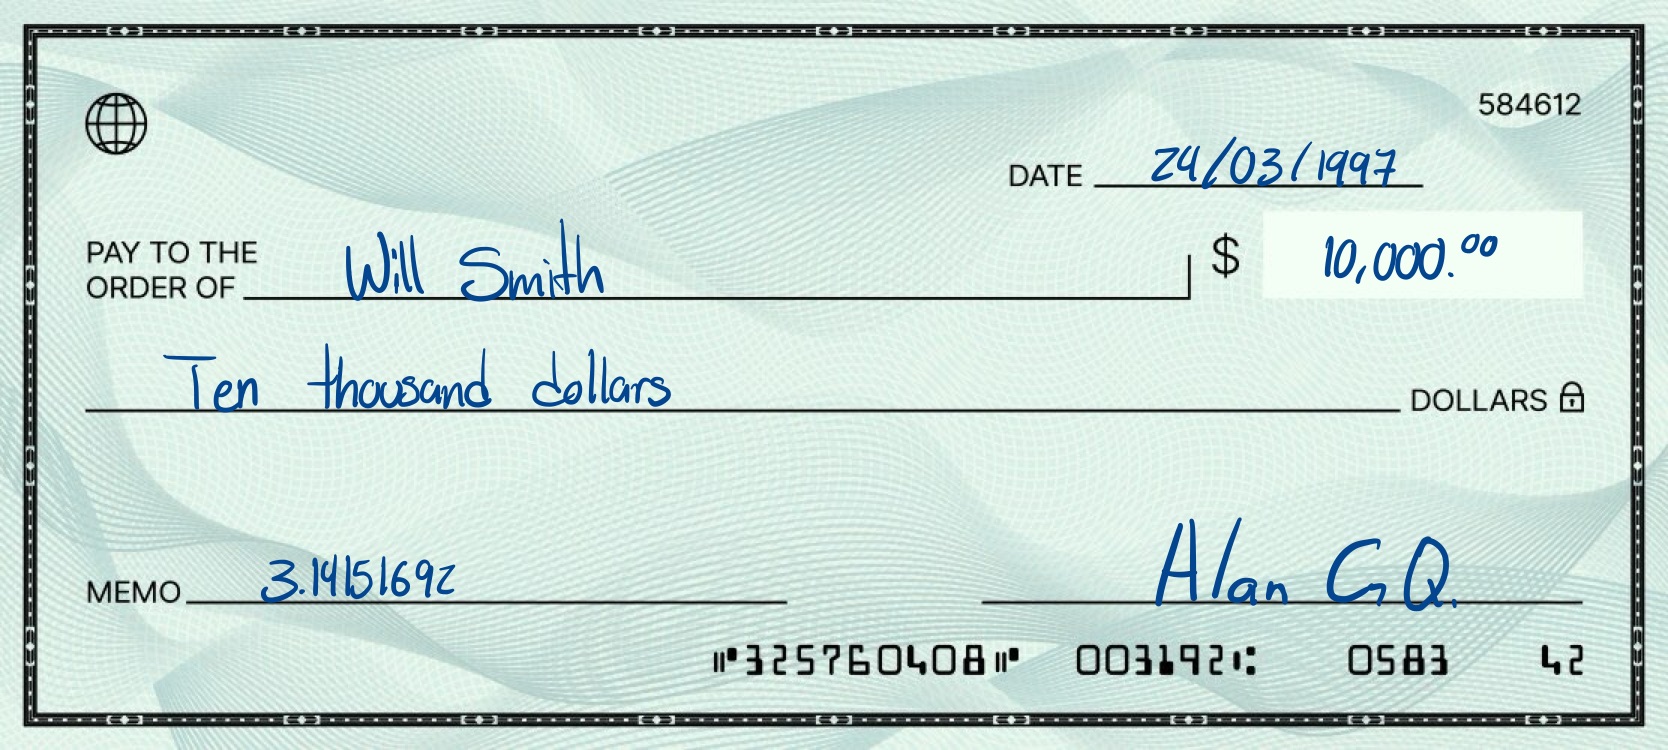 584612
DATE 24/03/1997
PAY TO THE
ORDER OF Will Smith $ 10,000.00
Ten thousand dollars DOLLARS
MEMO 3.14151692 Alan G Q.
⑈325760408⑈ 003192⑆ 0583 42